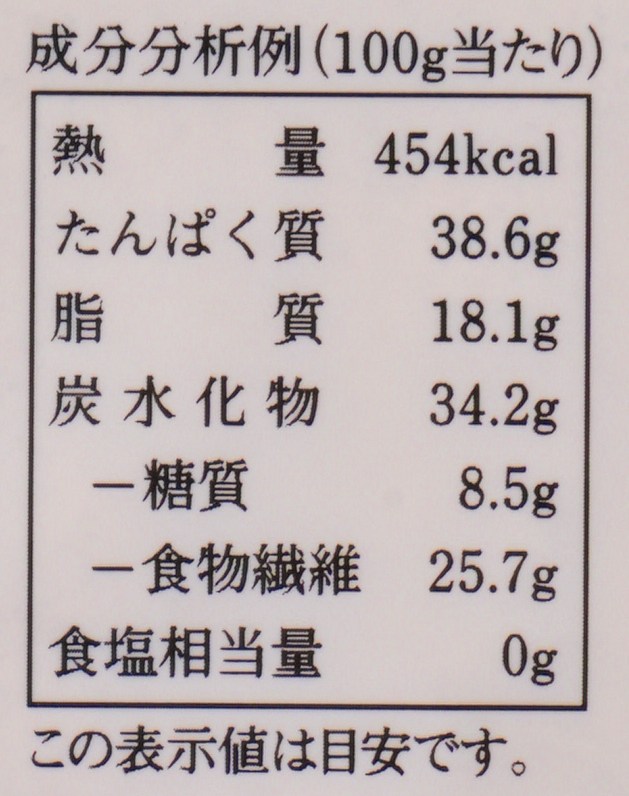 成分分析例(100g当たり)
熱量 454kcal
たんぱく質 38.6g
脂質 18.1g
炭水化物 34.2g
－糖質 8.5g
－食物繊維 25.7g
食塩相当量 0g
この表示値は目安です。